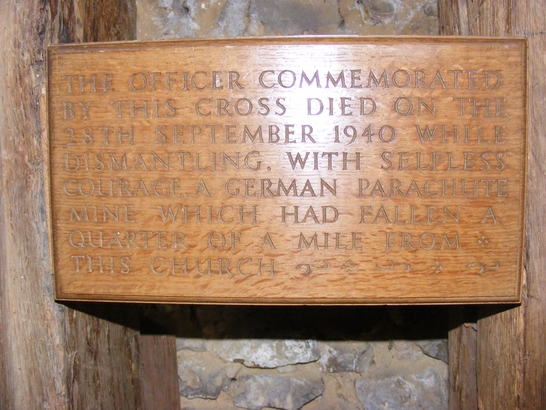 THE OFFICER COMMEMORATED
BY THIS CROSS DIED ON THE
28TH SEPTEMBER 1940 WHILE
DISMANTLING, WITH SELFLESS
COURAGE, A GERMAN PARACHUTE
MINE WHICH HAD FALLEN A
QUARTER OF A MILE FROM
THIS CHURCH